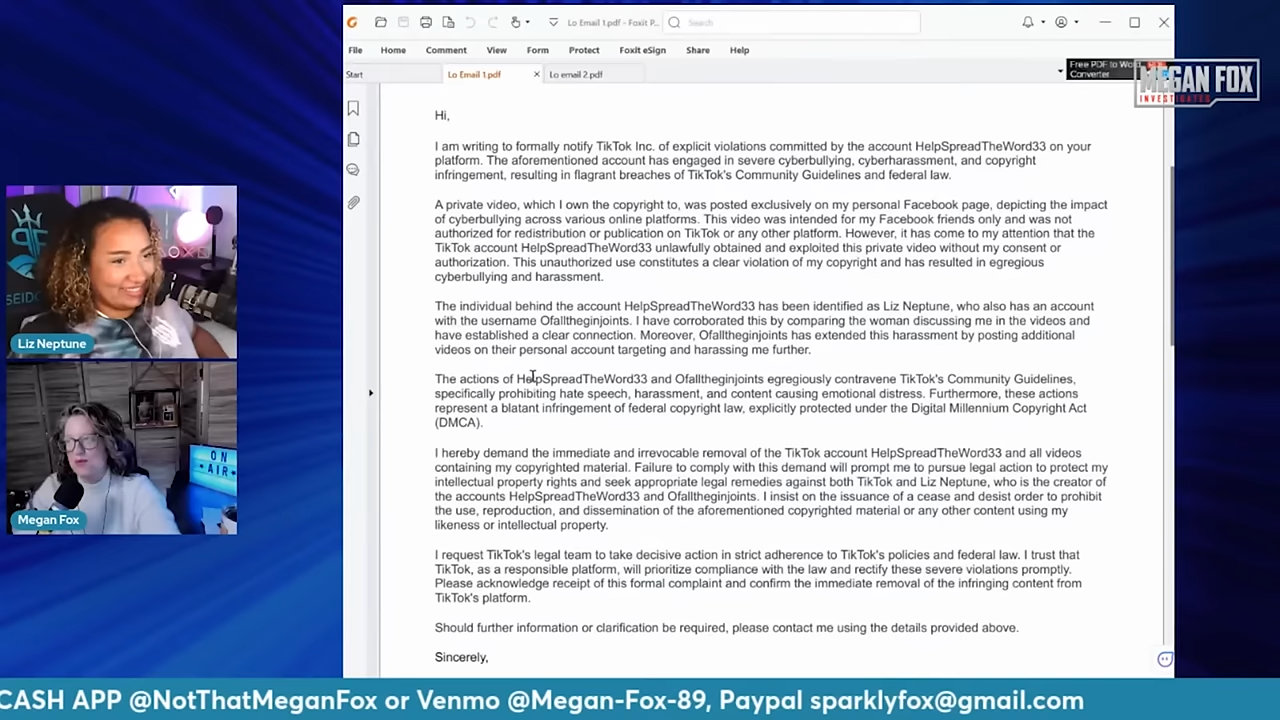 Lo Email 1.pdf - Foxit P...
Search
File Home Comment View Form Protect Foxit eSign Share Help
Start Lo Email 1.pdf Lo email 2.pdf
Free PDF to Word
Converter
MEGAN FOX
INVESTIGATES
Hi,
I am writing to formally notify TikTok Inc. of explicit violations committed by the account HelpSpreadTheWord33 on your
platform. The aforementioned account has engaged in severe cyberbullying, cyberharassment, and copyright
infringement, resulting in flagrant breaches of TikTok's Community Guidelines and federal law.
A private video, which I own the copyright to, was posted exclusively on my personal Facebook page, depicting the impact
of cyberbullying across various online platforms. This video was intended for my Facebook friends only and was not
authorized for redistribution or publication on TikTok or any other platform. However, it has come to my attention that the
TikTok account HelpSpreadTheWord33 unlawfully obtained and exploited this private video without my consent or
authorization. This unauthorized use constitutes a clear violation of my copyright and has resulted in egregious
cyberbullying and harassment.
The individual behind the account HelpSpreadTheWord33 has been identified as Liz Neptune, who also has an account
with the username Ofalltheginjoints. I have corroborated this by comparing the woman discussing me in the videos and
have established a clear connection. Moreover, Ofalltheginjoints has extended this harassment by posting additional
videos on their personal account targeting and harassing me further.
The actions of HelpSpreadTheWord33 and Ofalltheginjoints egregiously contravene TikTok's Community Guidelines,
specifically prohibiting hate speech, harassment, and content causing emotional distress. Furthermore, these actions
represent a blatant infringement of federal copyright law, explicitly protected under the Digital Millennium Copyright Act
(DMCA).
I hereby demand the immediate and irrevocable removal of the TikTok account HelpSpreadTheWord33 and all videos
containing my copyrighted material. Failure to comply with this demand will prompt me to pursue legal action to protect my
intellectual property rights and seek appropriate legal remedies against both TikTok and Liz Neptune, who is the creator of
the accounts HelpSpreadTheWord33 and Ofalltheginjoints. I insist on the issuance of a cease and desist order to prohibit
the use, reproduction, and dissemination of the aforementioned copyrighted material or any other content using my
likeness or intellectual property.
I request TikTok's legal team to take decisive action in strict adherence to TikTok's policies and federal law. I trust that
TikTok, as a responsible platform, will prioritize compliance with the law and rectify these severe violations promptly.
Please acknowledge receipt of this formal complaint and confirm the immediate removal of the infringing content from
TikTok's platform.
Should further information or clarification be required, please contact me using the details provided above.
Sincerely,
Liz Neptune
ON
AIR
Megan Fox
CASH APP @NotThatMeganFox or Venmo @Megan-Fox-89, Paypal sparklyfox@gmail.com